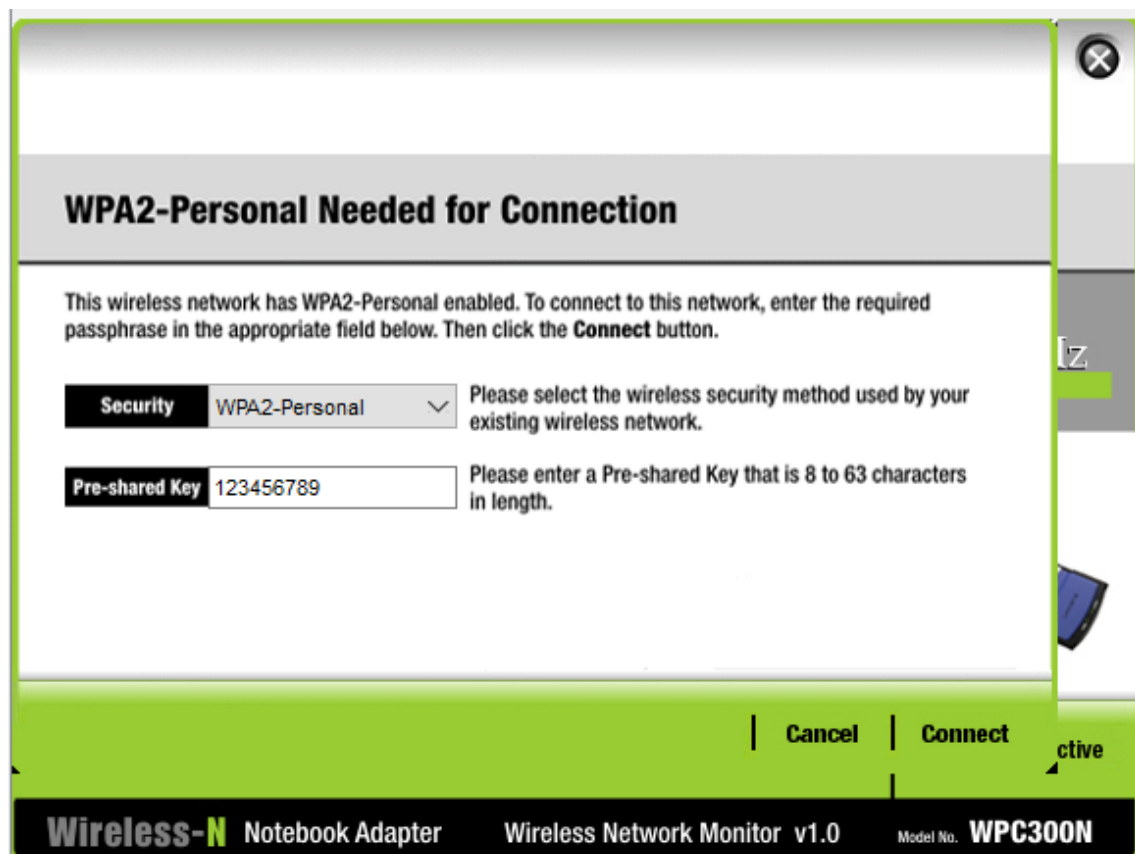 WPA2-Personal Needed for Connection
This wireless network has WPA2-Personal enabled. To connect to this network, enter the required
passphrase in the appropriate field below. Then click the Connect button.
Security WPA2-Personal Please select the wireless security method used by your
existing wireless network.
Pre-shared Key 123456789 Please enter a Pre-shared Key that is 8 to 63 characters
in length.
Cancel Connect
ctive
Wireless-N Notebook Adapter Wireless Network Monitor v1.0 Model No. WPC300N